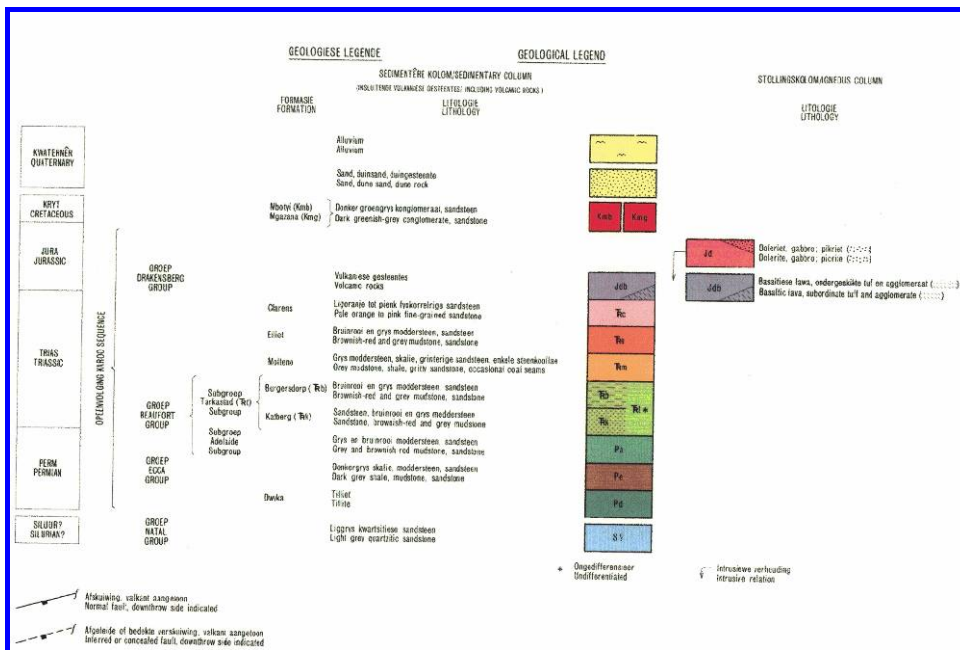 GEOLOGIESE LEGENDE
GEOLOGICAL LEGEND
SEDIMENTÊRE KOLOM/SEDIMENTARY COLUMN
(INSLUITENDE VULKANIESE GESTEENTES/ INCLUDING VOLCANIC ROCKS)
STOLLINGSKOLOM/IGNEOUS COLUMN
FORMASIE
FORMATION
LITOLOGIE
LITHOLOGY
LITOLOGIE
LITHOLOGY
KWATERNÊR
QUATERNARY
Alluvium
Alluvium
Sand, duinsand, duingesteente
Sand, dune sand, dune rock
KRYT
CRETACEOUS
Mbotyi (Kmb)
Mgazana (Kmg)
Donker groengrys konglomeraat, sandsteen
Dark greenish-grey conglomerate, sandstone
Kmb
Kmg
JURA
JURASSIC
Jd
Doleriet, gabbro; pikriet
Dolerite, gabbro; picrite
OPEENVOLGING KAROO SEQUENCE
GROEP
DRAKENSBERG
GROUP
Vulkaniese gesteentes
Volcanic rocks
Jdb
Jdb
Basaltiese lawa, ondergeskikte tuf en agglomeraat
Basaltic lava, subordinate tuff and agglomerate
TRIAS
TRIASSIC
Clarens
Ligoranje tot pienk fynkorrelrige sandsteen
Pale orange to pink fine-grained sandstone
Elliot
Bruinrooi en grys moddersteen, sandsteen
Brownish-red and grey mudstone, sandstone
Molteno
Grys moddersteen, skalie, grinterige sandsteen, enkele steenkoollae
Grey mudstone, shale, gritty sandstone, occasional coal seams
GROEP
BEAUFORT
GROUP
Subgroep
Tarkastad
Subgroup
Burgersdorp
Bruinrooi en grys moddersteen, sandsteen
Brownish-red and grey mudstone, sandstone
Katberg
Sandsteen, bruinrooi en grys moddersteen
Sandstone, brownish-red and grey mudstone
Subgroep
Adelaide
Subgroup
Grys en bruinrooi moddersteen, sandsteen
Grey and brownish red mudstone, sandstone
Pa
PERM
PERMIAN
GROEP
ECCA
GROUP
Donkergrys skalie, moddersteen, sandsteen
Dark grey shale, mudstone, sandstone
Pe
Dwika
Tilliet
Tillite
Pd
SILUUR?
SILURIAN?
GROEP
NATAL
GROUP
Liggrys kwartsitiese sandsteen
Light grey quartzitic sandstone
Ongedifferensieer
Undifferentiated
Intrusiewe verhouding
Intrusive relation
Afskuiwing, valkant aangetoon
Normal fault, downthrow side indicated
Afgeleide of bedekte verskuiwing, valkant aangetoon
Inferred or concealed fault, downthrow side indicated